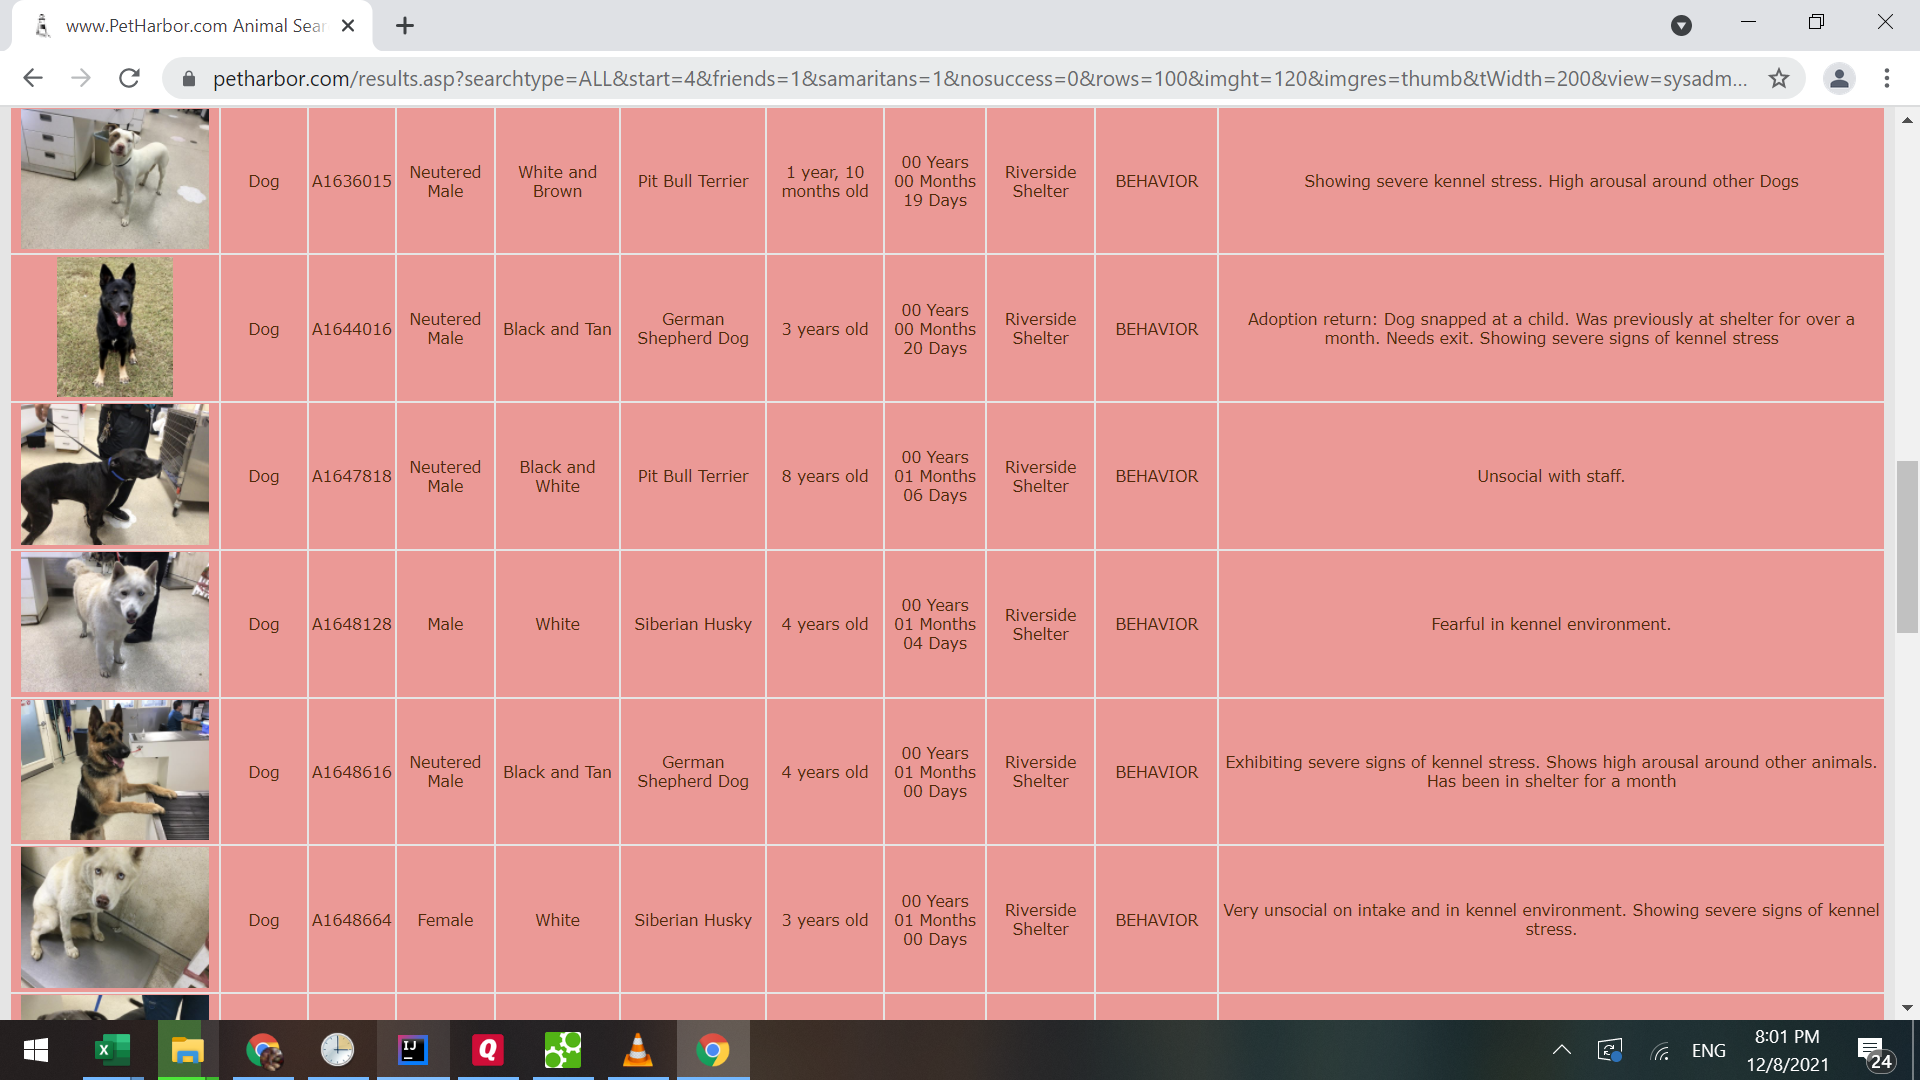 www.PetHarbor.com Animal Sear
petharbor.com/results.asp?searchtype=ALL&start=4&friends=1&samaritans=1&nosuccess=0&rows=100&imght=120&imgres=thumb&tWidth=200&view=sysadm...
Dog
A1636015
Neutered
Male
White and
Brown
Pit Bull Terrier
1 year, 10
months old
00 Years
00 Months
19 Days
Riverside
Shelter
BEHAVIOR
Showing severe kennel stress. High arousal around other Dogs
Dog
A1644016
Neutered
Male
Black and Tan
German
Shepherd Dog
3 years old
00 Years
00 Months
20 Days
Riverside
Shelter
BEHAVIOR
Adoption return: Dog snapped at a child. Was previously at shelter for over a
month. Needs exit. Showing severe signs of kennel stress
Dog
A1647818
Neutered
Male
Black and
White
Pit Bull Terrier
8 years old
00 Years
01 Months
06 Days
Riverside
Shelter
BEHAVIOR
Unsocial with staff.
Dog
A1648128
Male
White
Siberian Husky
4 years old
00 Years
01 Months
04 Days
Riverside
Shelter
BEHAVIOR
Fearful in kennel environment.
Dog
A1648616
Neutered
Male
Black and Tan
German
Shepherd Dog
4 years old
00 Years
01 Months
00 Days
Riverside
Shelter
BEHAVIOR
Exhibiting severe signs of kennel stress. Shows high arousal around other animals.
Has been in shelter for a month
Dog
A1648664
Female
White
Siberian Husky
3 years old
00 Years
01 Months
00 Days
Riverside
Shelter
BEHAVIOR
Very unsocial on intake and in kennel environment. Showing severe signs of kennel
stress.
X
IJ
Q
ENG
8:01 PM
12/8/2021
24